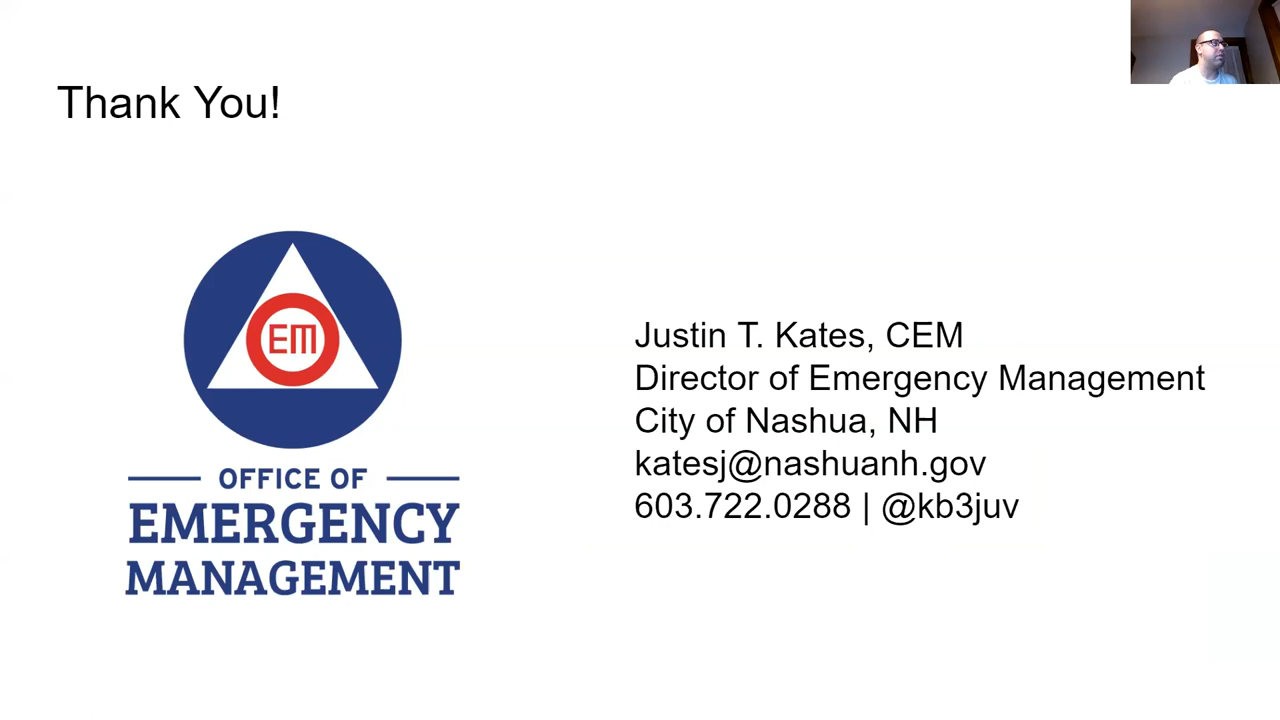 Thank You!
EM
OFFICE OF
EMERGENCY
MANAGEMENT
Justin T. Kates, CEM
Director of Emergency Management
City of Nashua, NH
katesj@nashuanh.gov
603.722.0288 | @kb3juv